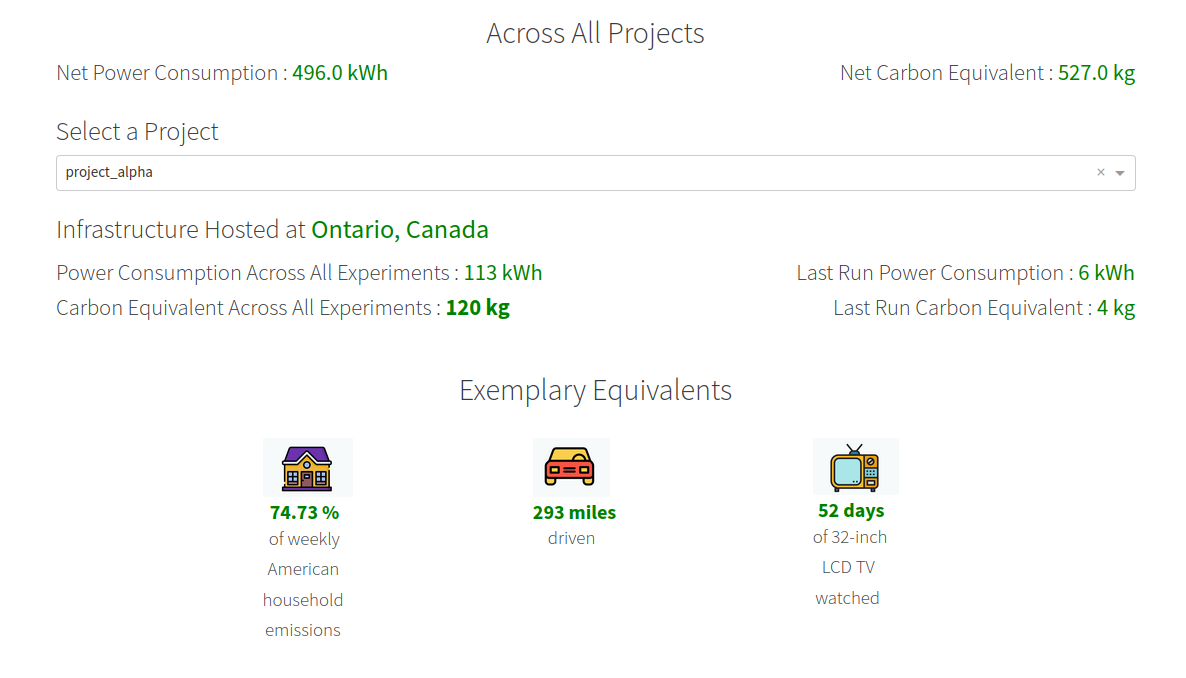 Across All Projects
Net Power Consumption : 496.0 kWh
Net Carbon Equivalent : 527.0 kg
Select a Project
project_alpha
×
Infrastructure Hosted at Ontario, Canada
Power Consumption Across All Experiments : 113 kWh
Last Run Power Consumption : 6 kWh
Carbon Equivalent Across All Experiments : 120 kg
Last Run Carbon Equivalent : 4 kg
Exemplary Equivalents
74.73 %
of weekly
American
household
emissions
293 miles
driven
52 days
of 32-inch
LCD TV
watched